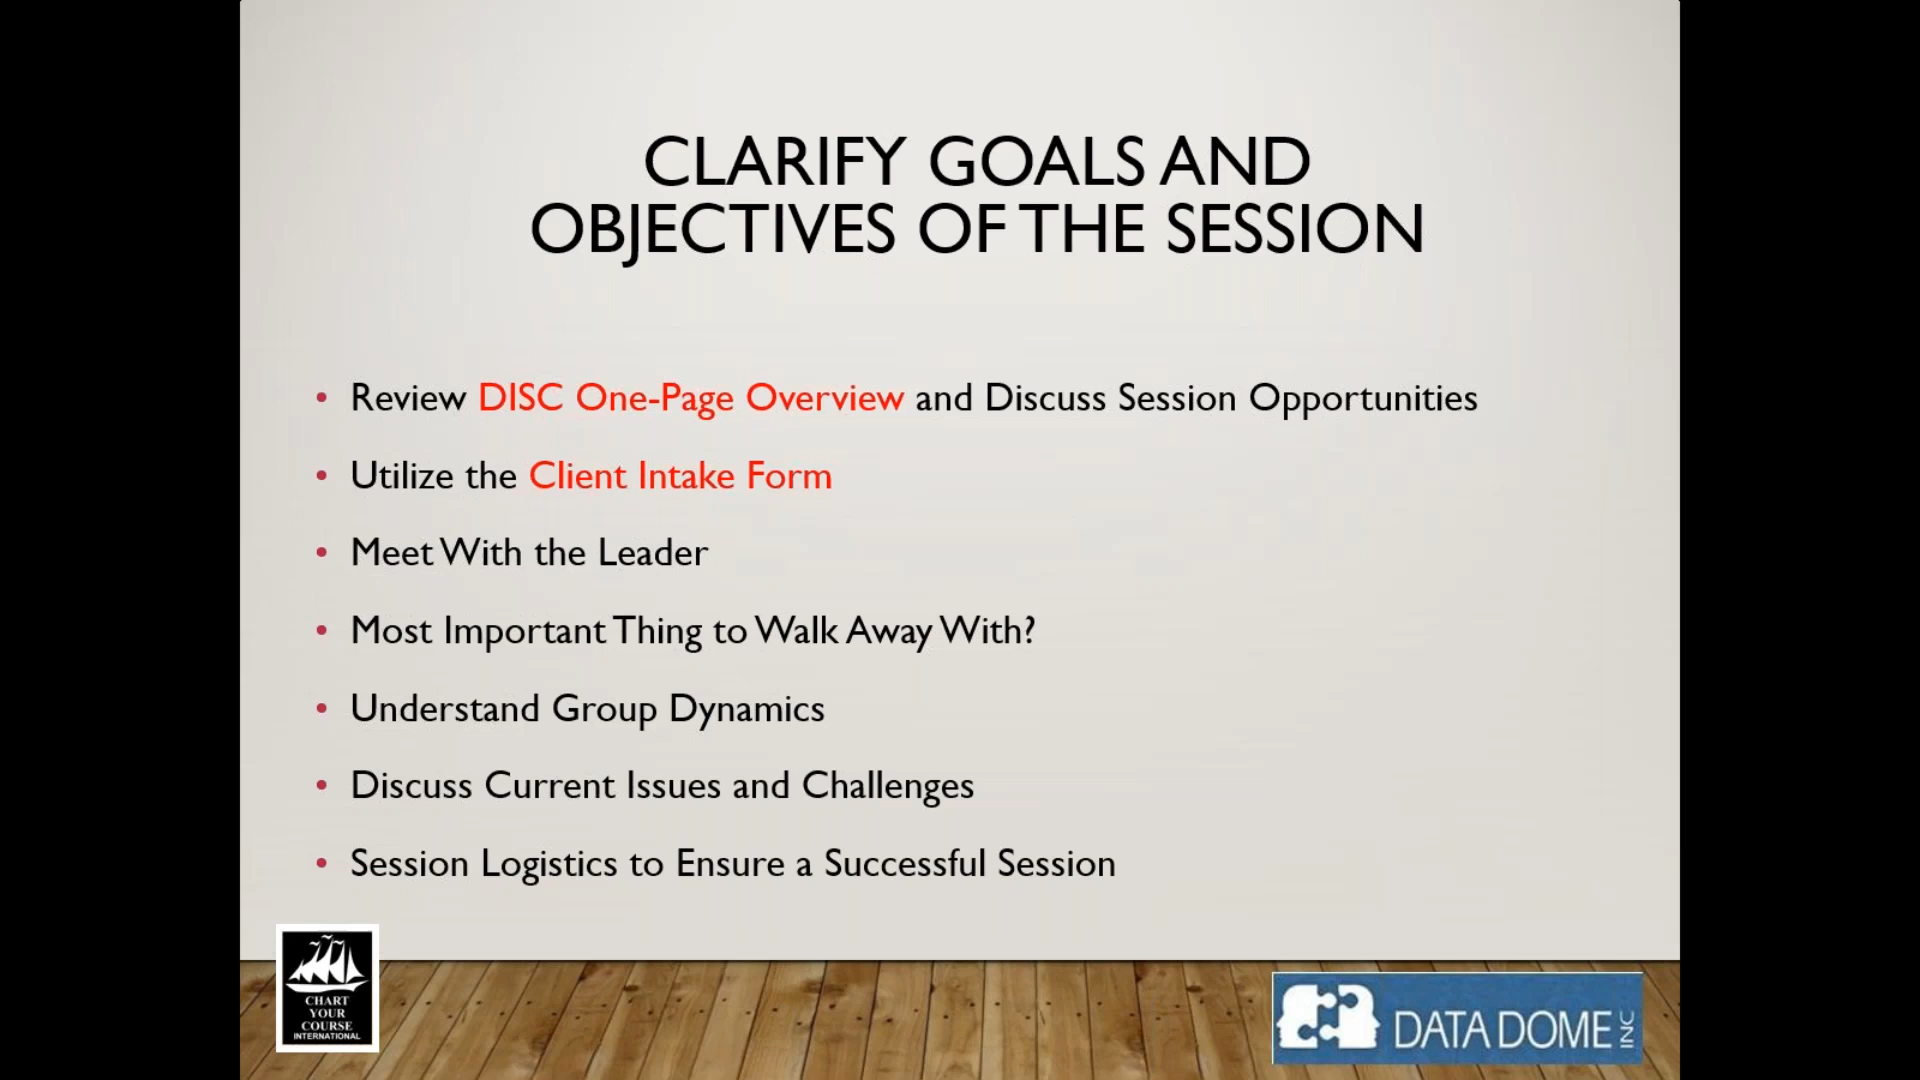 CLARIFY GOALS AND
OBJECTIVES OF THE SESSION
• Review DISC One-Page Overview and Discuss Session Opportunities
• Utilize the Client Intake Form
• Meet With the Leader
• Most Important Thing to Walk Away With?
• Understand Group Dynamics
• Discuss Current Issues and Challenges
• Session Logistics to Ensure a Successful Session
CHART
YOUR
COURSE
INTERNATIONAL
DATA DOME INC